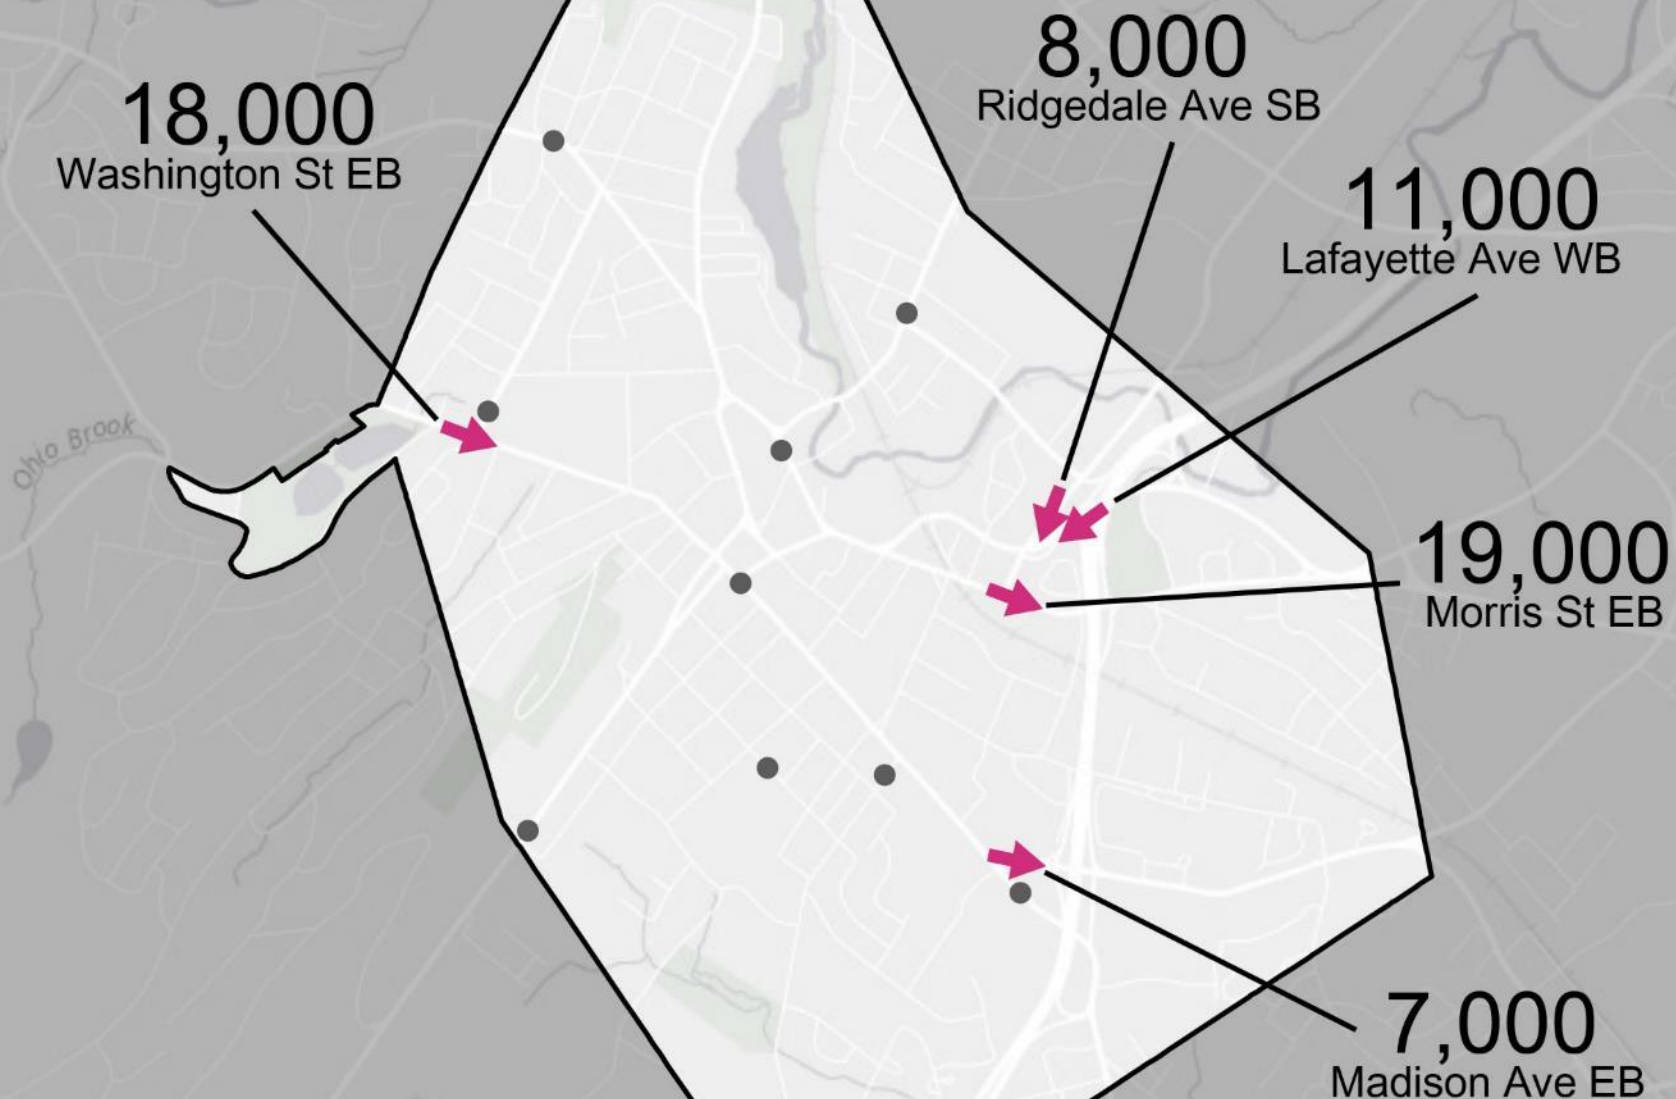 8,000
Ridgedale Ave SB
18,000
Washington St EB
11,000
Lafayette Ave WB
Ohio Brook
19,000
Morris St EB
7,000
Madison Ave EB